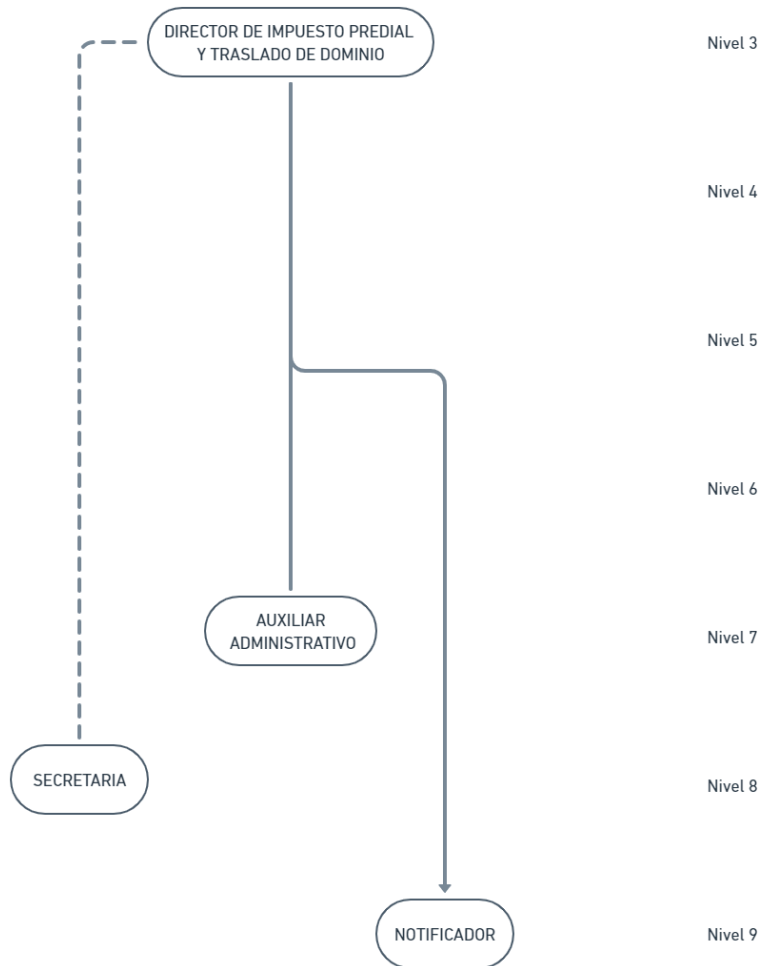 DIRECTOR DE IMPUESTO PREDIAL
Y TRASLADO DE DOMINIO
Nivel 3
Nivel 4
Nivel 5
Nivel 6
AUXILIAR
ADMINISTRATIVO
Nivel 7
SECRETARIA
Nivel 8
NOTIFICADOR
Nivel 9